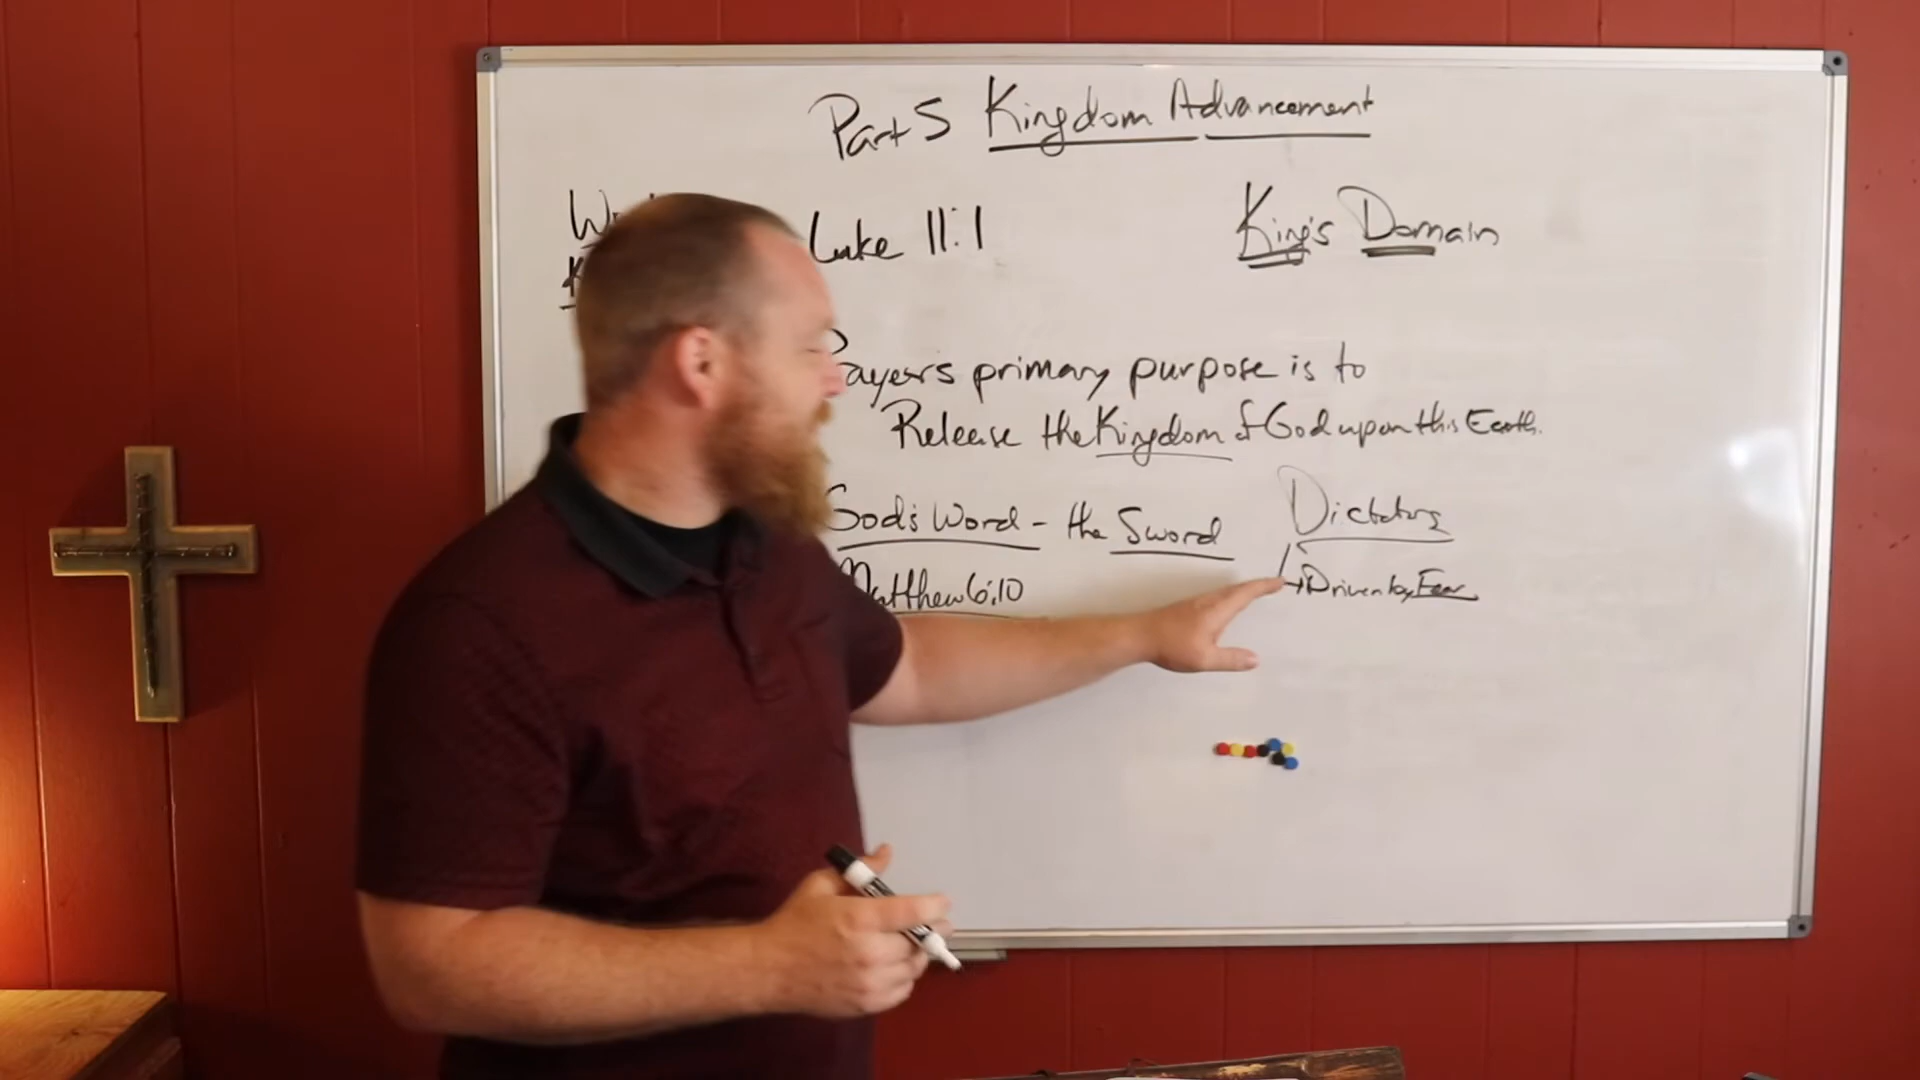 Part 5 Kingdom Advancement
Luke 11:1
King's Domain
ayer's primary purpose is to
Release the Kingdom of God upon this Earth.
God's Word - the Sword
Dictators
Matthew 6:10
Driven by Fear